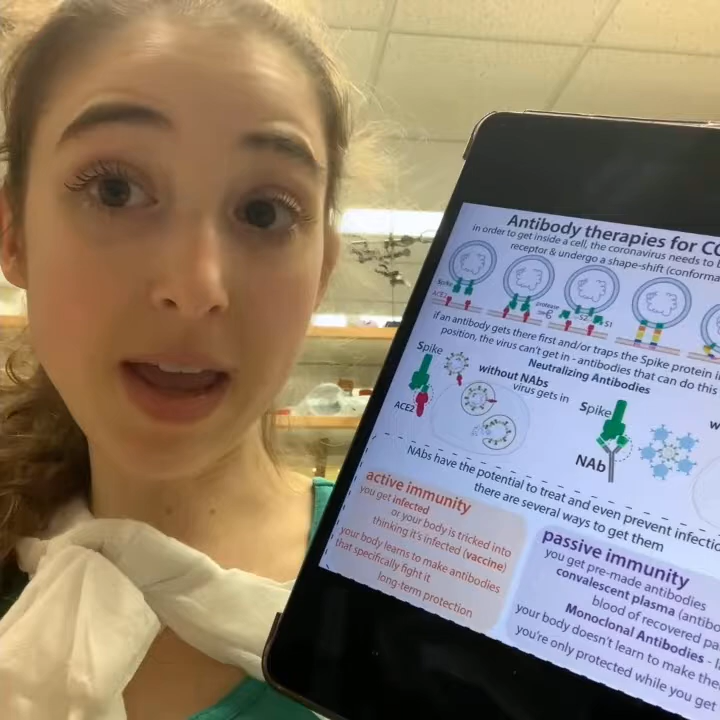 Antibody therapies for CO
in order to get inside a cell, the coronavirus needs to b
receptor & undergo a shape-shift (conforma
Spike
ACE2
protease
S2
S1
if an antibody gets there first and/or traps the Spike protein i
position, the virus can't get in - antibodies that can do this
Neutralizing Antibodies
Spike
without NAbs
virus gets in
ACE2
Spike
w
NAb
NAbs have the potential to treat and even prevent infectio
there are several ways to get them
active immunity
you get infected
or your body is tricked into
thinking it's infected (vaccine)
your body learns to make antibodies
that specifically fight it
long-term protection
passive immunity
you get pre-made antibodies
convalescent plasma (antibo
blood of recovered pa
Monoclonal Antibodies -
your body doesn't learn to make the
you're only protected while you get